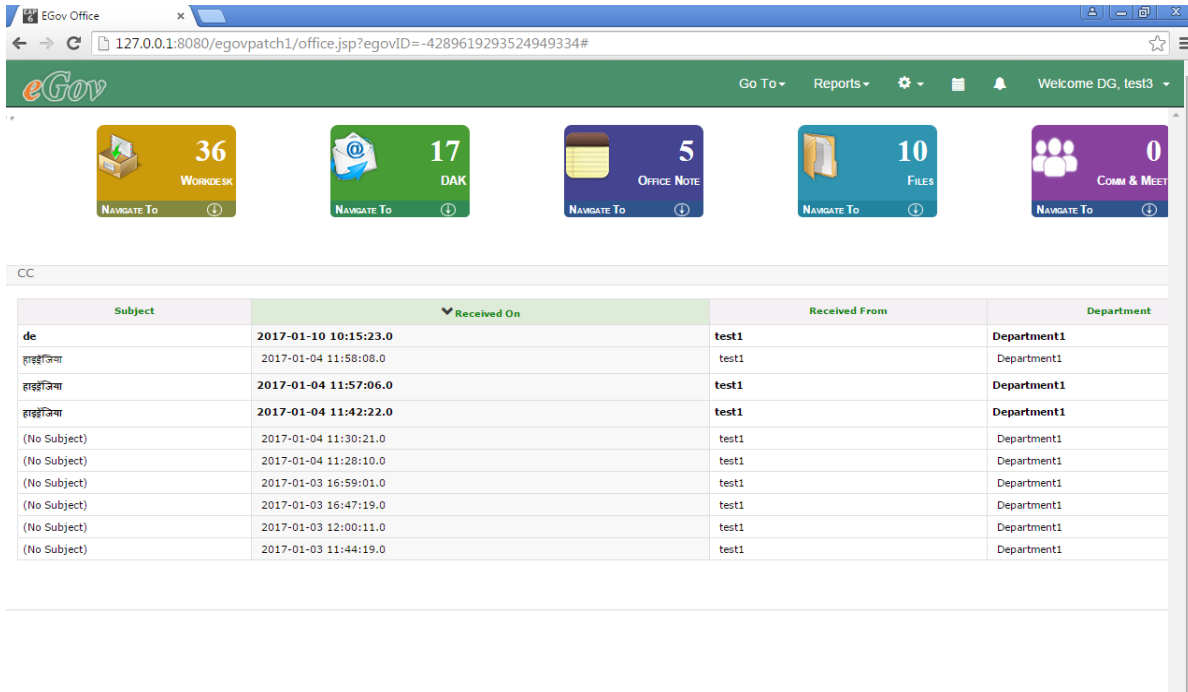 EGov Office
127.0.0.1:8080/egovpatch1/office.jsp?egovID=-4289619293524949334#
eGov Go To Reports Welcome DG, test3
36 17 5 10 0
WORKDESK DAK OFFICE NOTE FILES COMM & MEET
NAVIGATE TO NAVIGATE TO NAVIGATE TO NAVIGATE TO NAVIGATE TO
CC
Subject Received On Received From Department
de 2017-01-10 10:15:23.0 test1 Department1
हाइड्रेंजिया 2017-01-04 11:58:08.0 test1 Department1
हाइड्रेंजिया 2017-01-04 11:57:06.0 test1 Department1
हाइड्रेंजिया 2017-01-04 11:42:22.0 test1 Department1
(No Subject) 2017-01-04 11:30:21.0 test1 Department1
(No Subject) 2017-01-04 11:28:10.0 test1 Department1
(No Subject) 2017-01-03 16:59:01.0 test1 Department1
(No Subject) 2017-01-03 16:47:19.0 test1 Department1
(No Subject) 2017-01-03 12:00:11.0 test1 Department1
(No Subject) 2017-01-03 11:44:19.0 test1 Department1